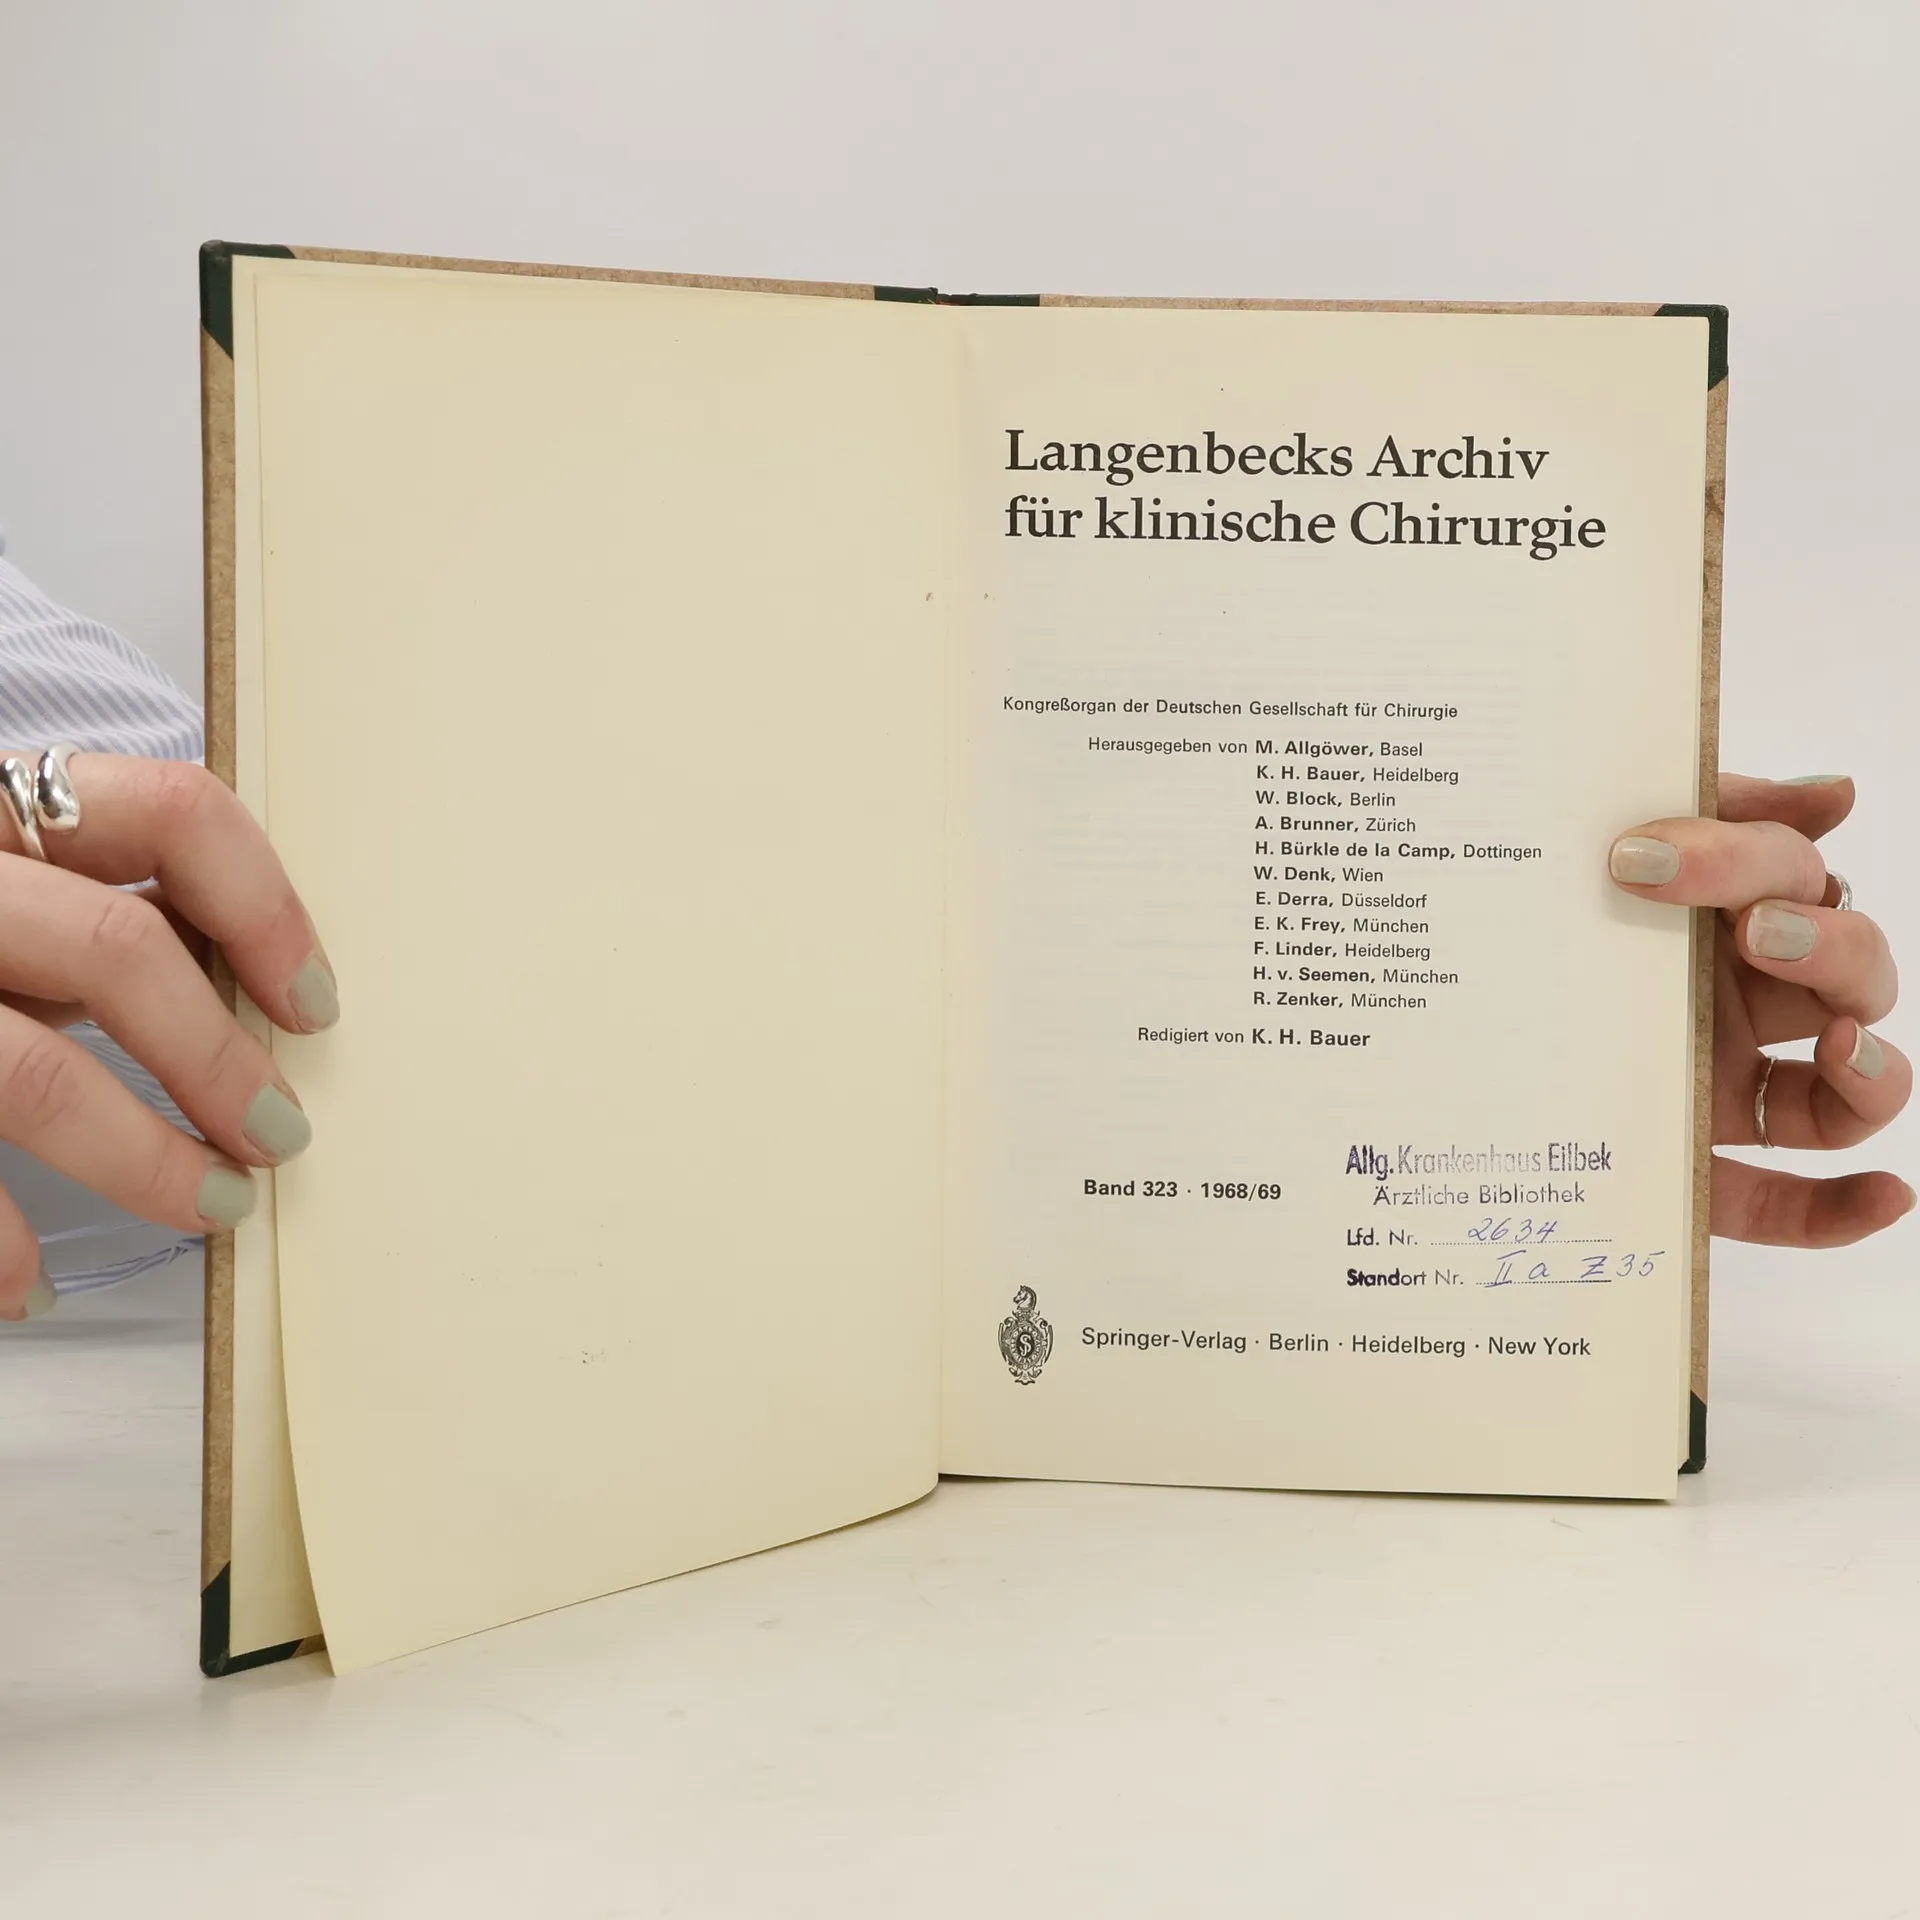 Langenbecks Archiv
für klinische Chirurgie
Kongreßorgan der Deutschen Gesellschaft für Chirurgie
Herausgegeben von M. Allgöwer, Basel
K. H. Bauer, Heidelberg
W. Block, Berlin
A. Brunner, Zürich
H. Bürkle de la Camp, Dottingen
W. Denk, Wien
E. Derra, Düsseldorf
E. K. Frey, München
F. Linder, Heidelberg
H. v. Seemen, München
R. Zenker, München
Redigiert von K. H. Bauer
Band 323 · 1968/69
Allg. Krankenhaus Eilbek
Ärztliche Bibliothek
Lfd. Nr. 2634
Standort Nr. II a Z 35
Springer-Verlag · Berlin · Heidelberg · New York